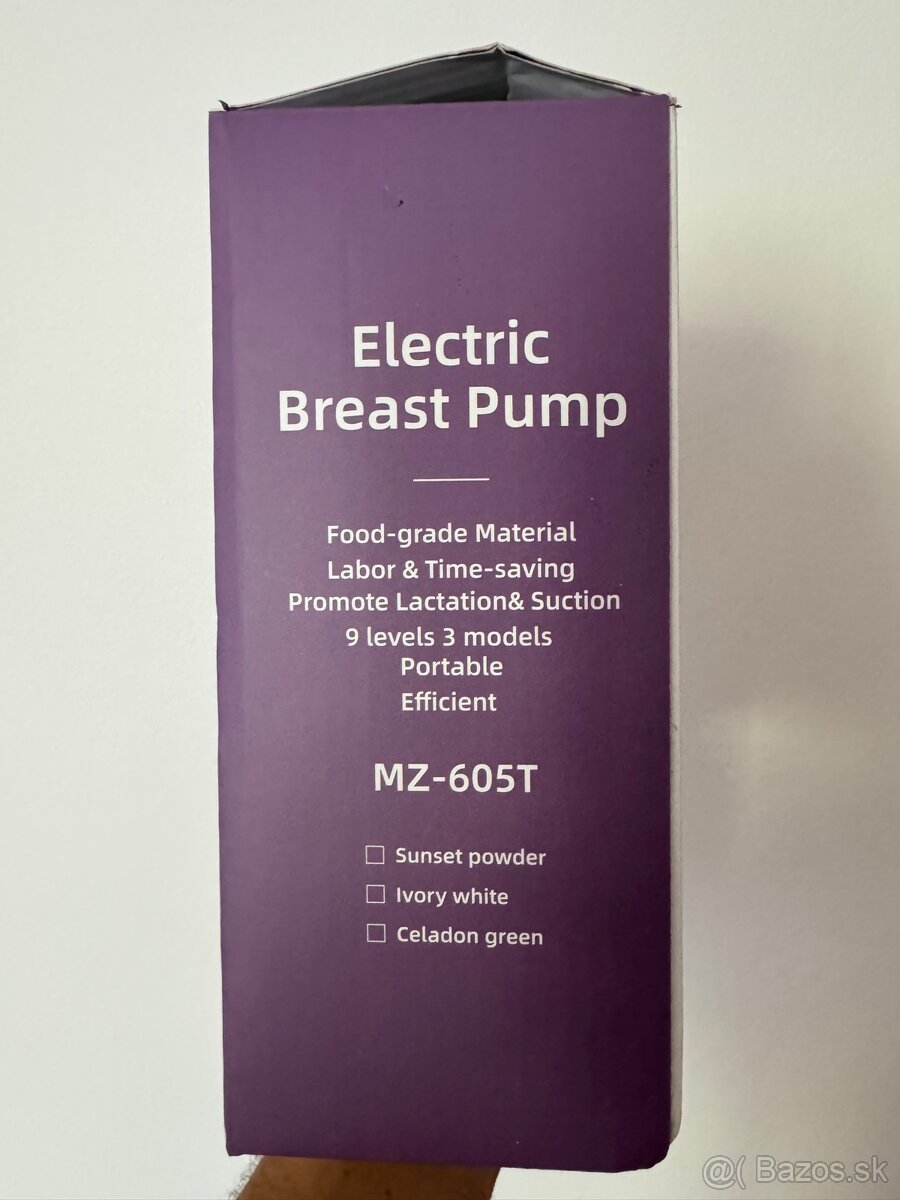 Electric
Breast Pump
Food-grade Material
Labor & Time-saving
Promote Lactation& Suction
9 levels 3 models
Portable
Efficient
MZ-605T
Sunset powder
Ivory white
Celadon green
@( Bazos.sk